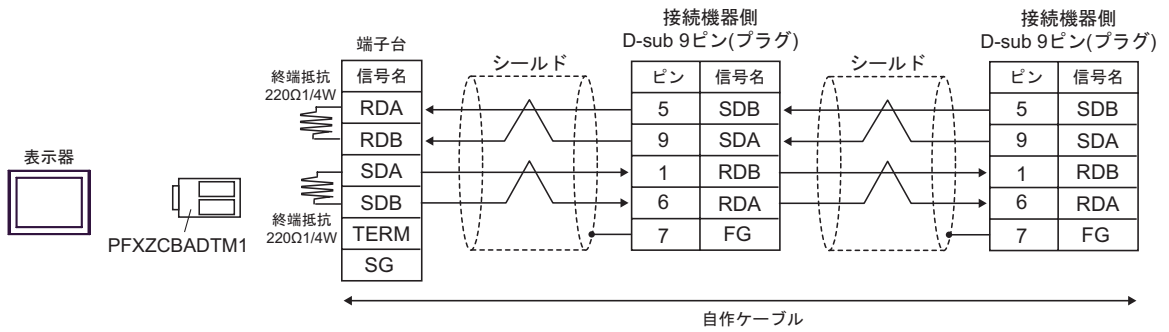 接続機器側
D-sub 9ピン(プラグ)
接続機器側
D-sub 9ピン(プラグ)
端子台
シールド
シールド
終端抵抗
220Ω1/4W
信号名
ピン 信号名
ピン 信号名
RDA
5 SDB
5 SDB
RDB
9 SDA
9 SDA
表示器
SDA
1 RDB
1 RDB
SDB
6 RDA
6 RDA
終端抵抗
220Ω1/4W
TERM
7 FG
7 FG
PFXZCBADTM1
SG
自作ケーブル